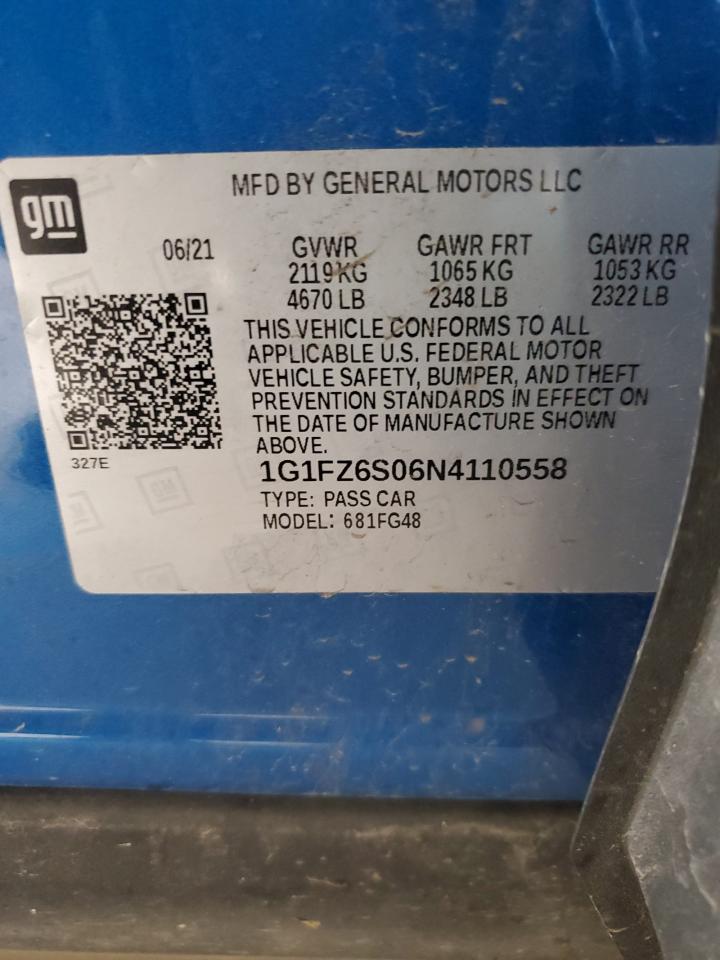 gm
MFD BY GENERAL MOTORS LLC
06/21 GVWR GAWR FRT GAWR RR
2119 KG 1065 KG 1053 KG
4670 LB 2348 LB 2322 LB
THIS VEHICLE CONFORMS TO ALL
APPLICABLE U.S. FEDERAL MOTOR
VEHICLE SAFETY, BUMPER, AND THEFT
PREVENTION STANDARDS IN EFFECT ON
THE DATE OF MANUFACTURE SHOWN
ABOVE.
327E
1G1FZ6S06N4110558
TYPE: PASS CAR
MODEL: 681FG48